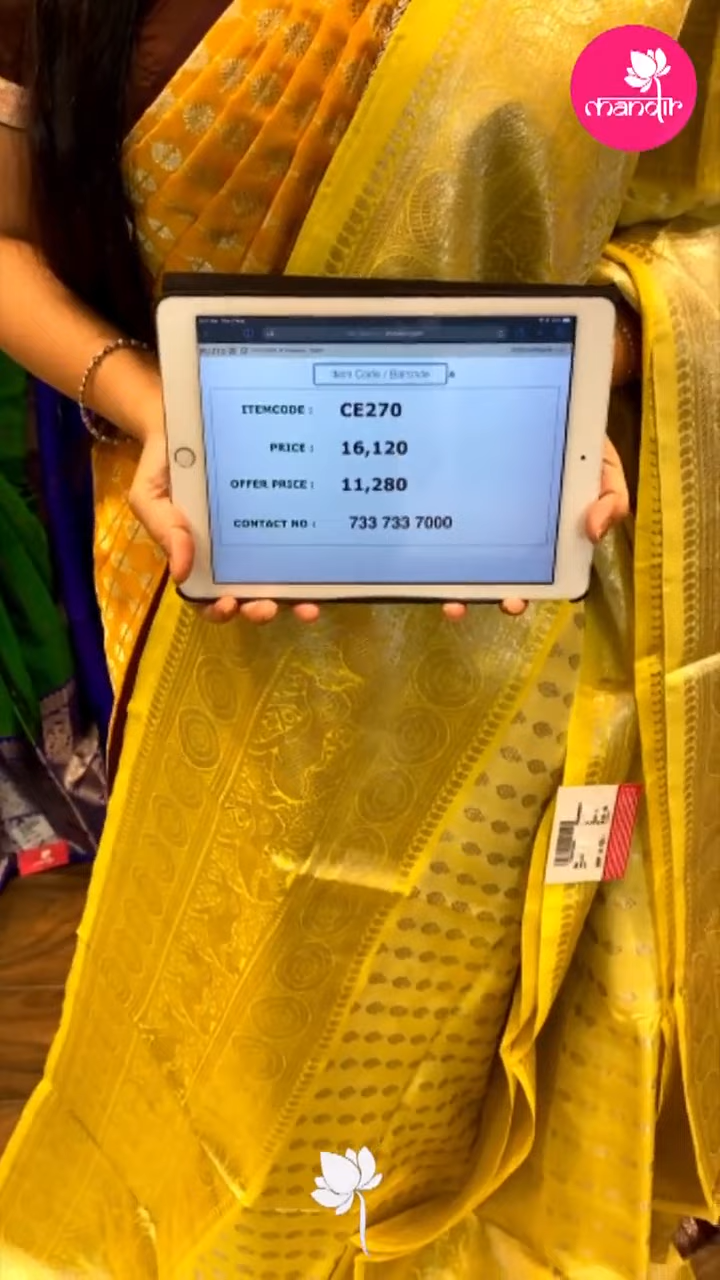 mandir
Item Code / Barcode
ITEMCODE : CE270
PRICE : 16,120
OFFER PRICE : 11,280
CONTACT NO : 733 733 7000